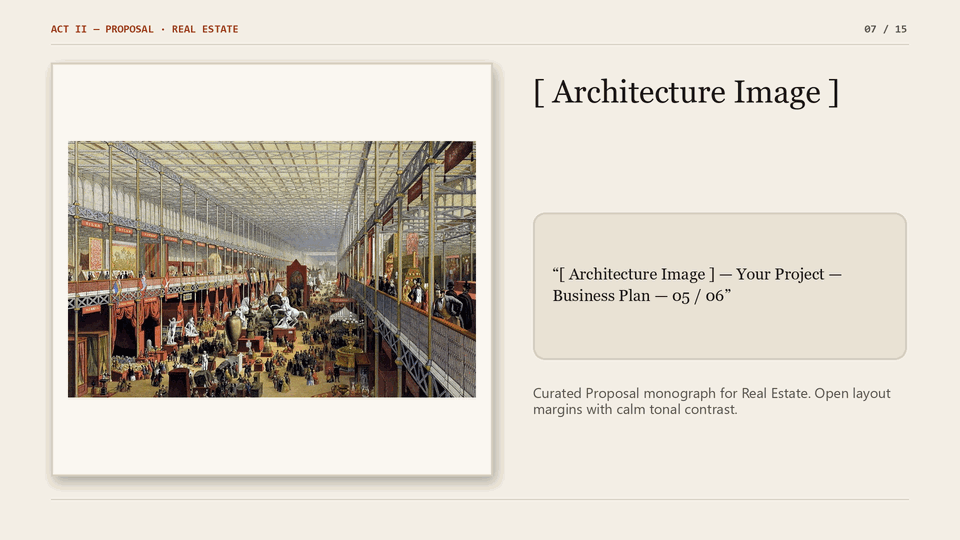 ACT II — PROPOSAL · REAL ESTATE
07 / 15
[ Architecture Image ]
“[ Architecture Image ] — Your Project —
Business Plan — 05 / 06”
Curated Proposal monograph for Real Estate. Open layout
margins with calm tonal contrast.